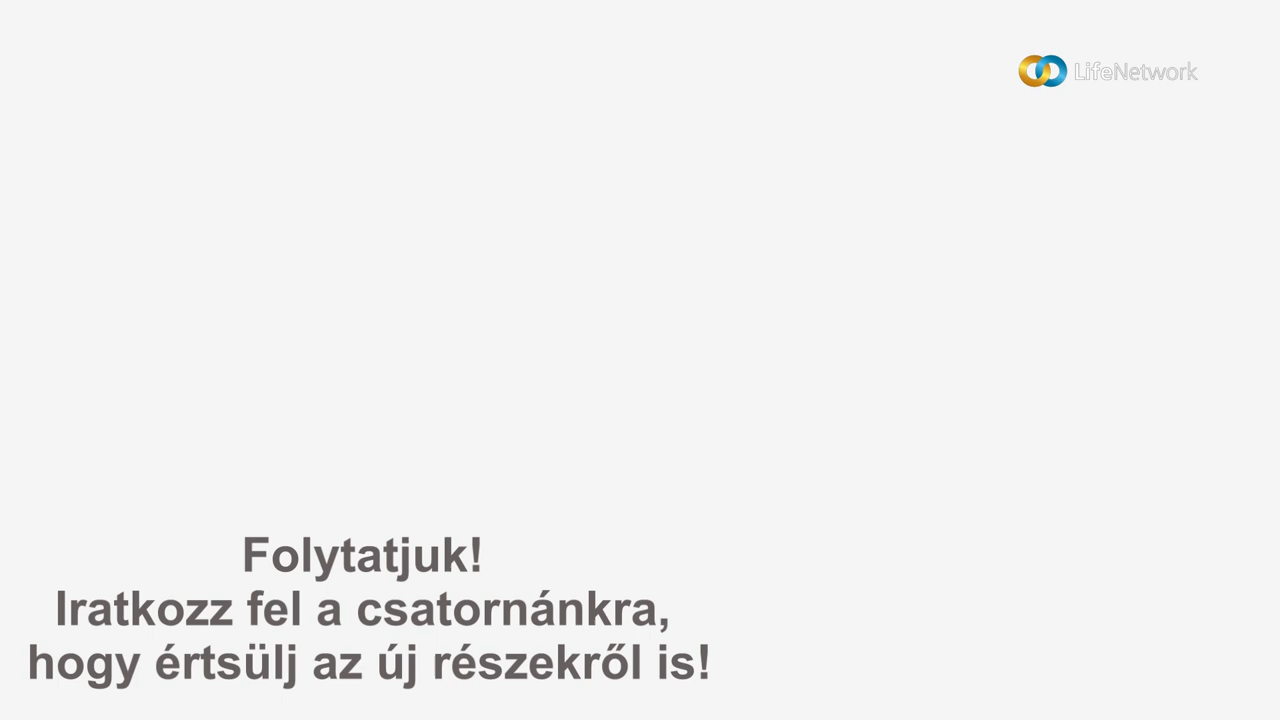 LifeNetwork
Folytatjuk!
Iratkozz fel a csatornánkra,
hogy értsülj az új részekről is!